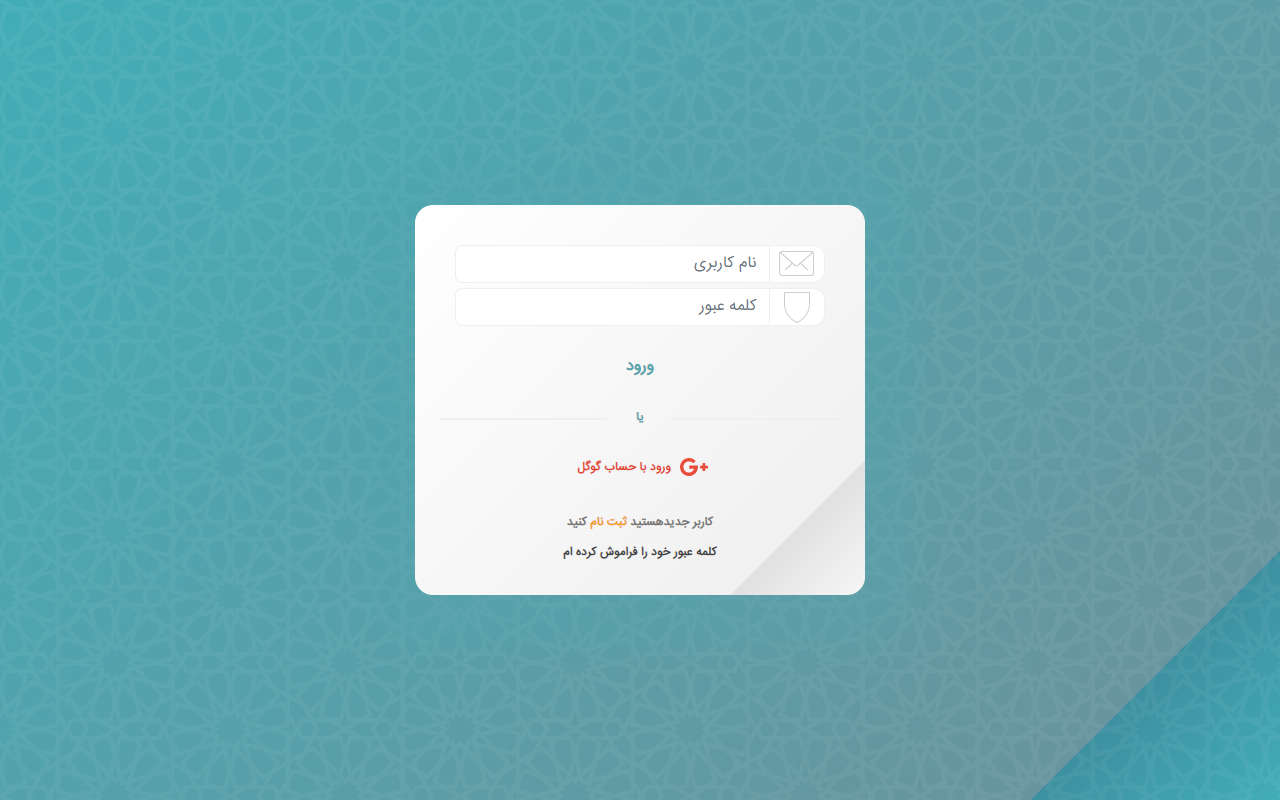 نام کاربری
کلمه عبور
ورود
یا
ورود با حساب گوگل
کاربر جدیدهستید ثبت نام کنید
کلمه عبور خود را فراموش کرده ام